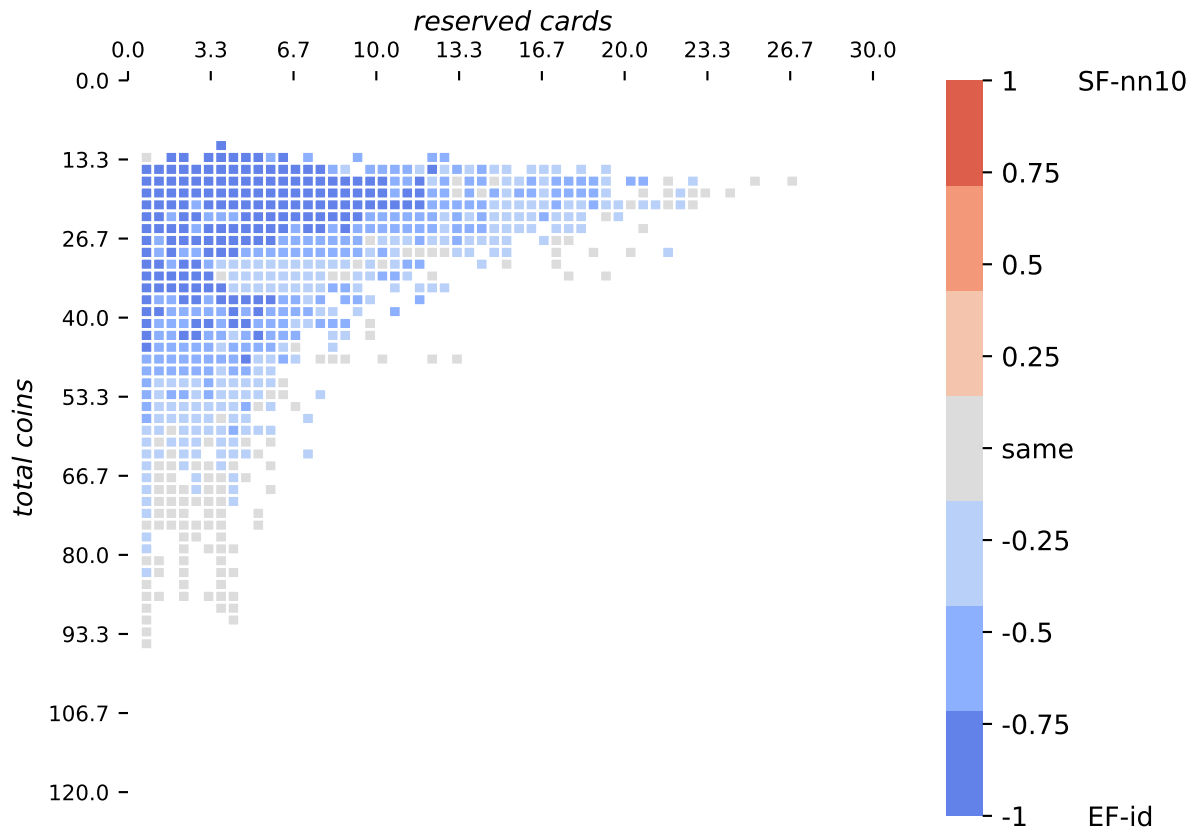 reserved cards
0.0 3.3 6.7 10.0 13.3 16.7 20.0 23.3 26.7 30.0
total coins
0.0
13.3
26.7
40.0
53.3
66.7
80.0
93.3
106.7
120.0
1 SF-nn10
0.75
0.5
0.25
same
-0.25
-0.5
-0.75
-1 EF-id